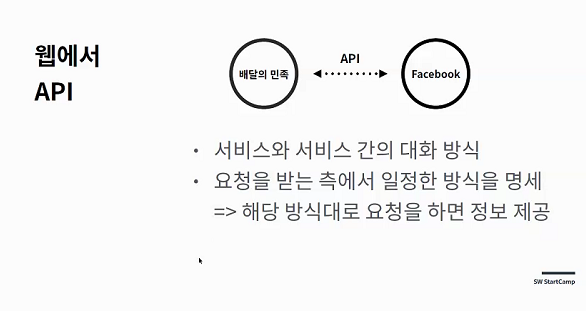 웹에서
API
API
배달의 민족
Facebook
• 서비스와 서비스 간의 대화 방식
• 요청을 받는 측에서 일정한 방식을 명세
=> 해당 방식대로 요청을 하면 정보 제공
SW StartCamp